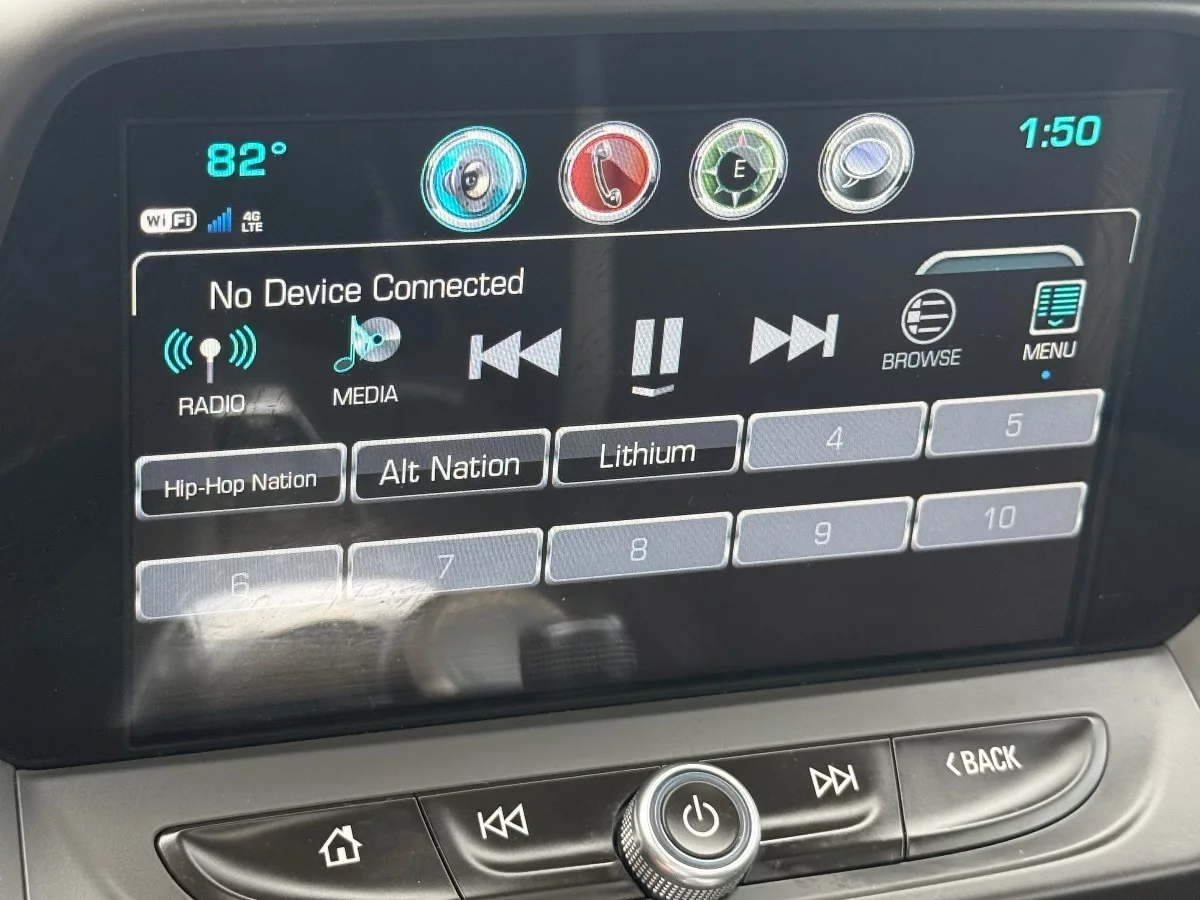 82°
E
1:50
WiFi
4G
LTE
No Device Connected
RADIO
MEDIA
BROWSE
MENU
Hip-Hop Nation
Alt Nation
Lithium
4
5
6
7
8
9
10
BACK